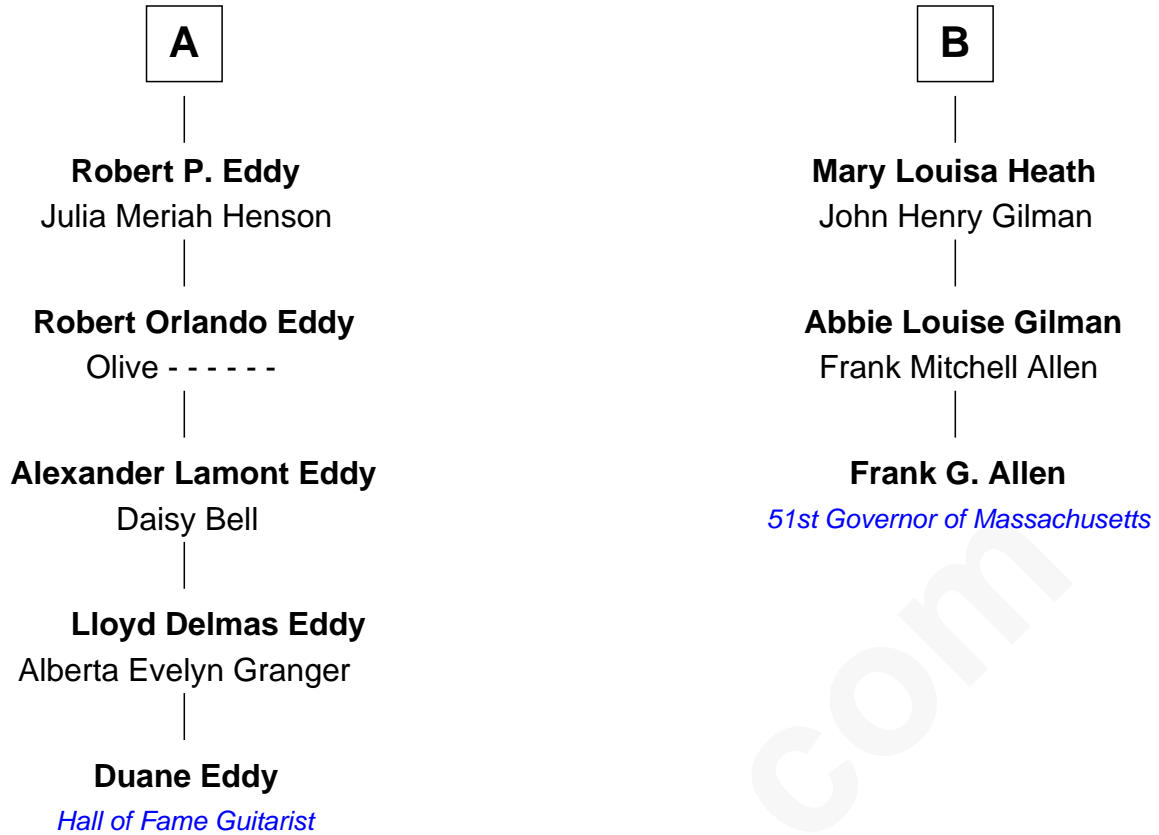 A
Robert P. Eddy
Julia Meriah Henson
Robert Orlando Eddy
Olive - - - - - -
Alexander Lamont Eddy
Daisy Bell
Lloyd Delmas Eddy
Alberta Evelyn Granger
Duane Eddy
Hall of Fame Guitarist
B
Mary Louisa Heath
John Henry Gilman
Abbie Louise Gilman
Frank Mitchell Allen
Frank G. Allen
51st Governor of Massachusetts
com